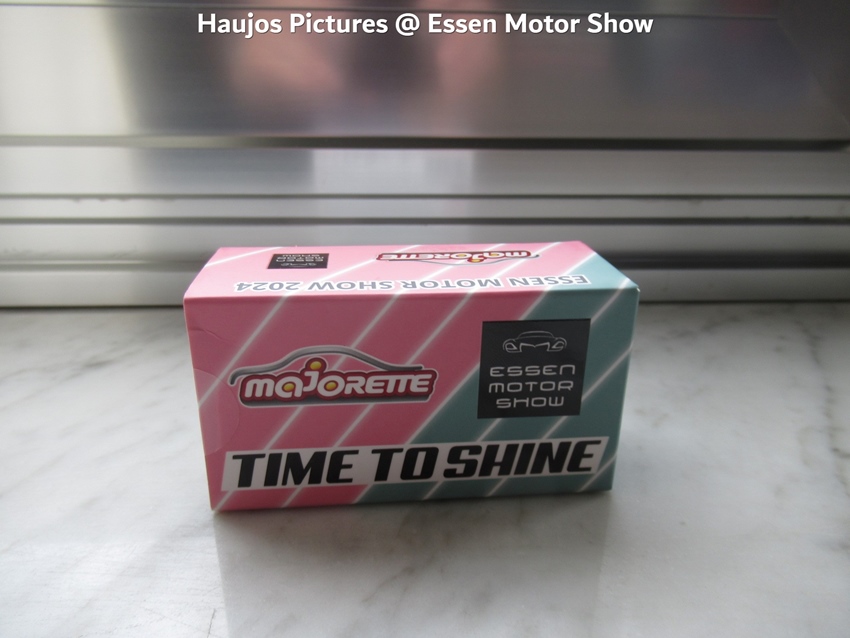 Haujos Pictures @ Essen Motor Show
majORETTE
ESSEN MOTOR SHOW 2024
majORETTE
ESSEN
MOTOR
SHOW
TIME TO SHINE